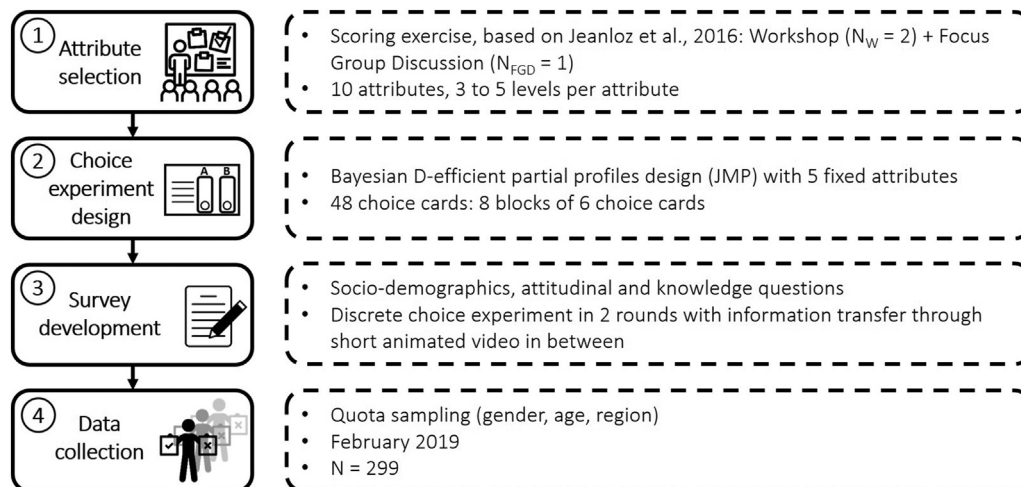 1
Attribute
selection
• Scoring exercise, based on Jeanloz et al., 2016: Workshop (N_W = 2) + Focus
Group Discussion (N_FGD = 1)
• 10 attributes, 3 to 5 levels per attribute
2
Choice
experiment
design
A B
• Bayesian D-efficient partial profiles design (JMP) with 5 fixed attributes
• 48 choice cards: 8 blocks of 6 choice cards
3
Survey
development
• Socio-demographics, attitudinal and knowledge questions
• Discrete choice experiment in 2 rounds with information transfer through
short animated video in between
4
Data
collection
• Quota sampling (gender, age, region)
• February 2019
• N = 299